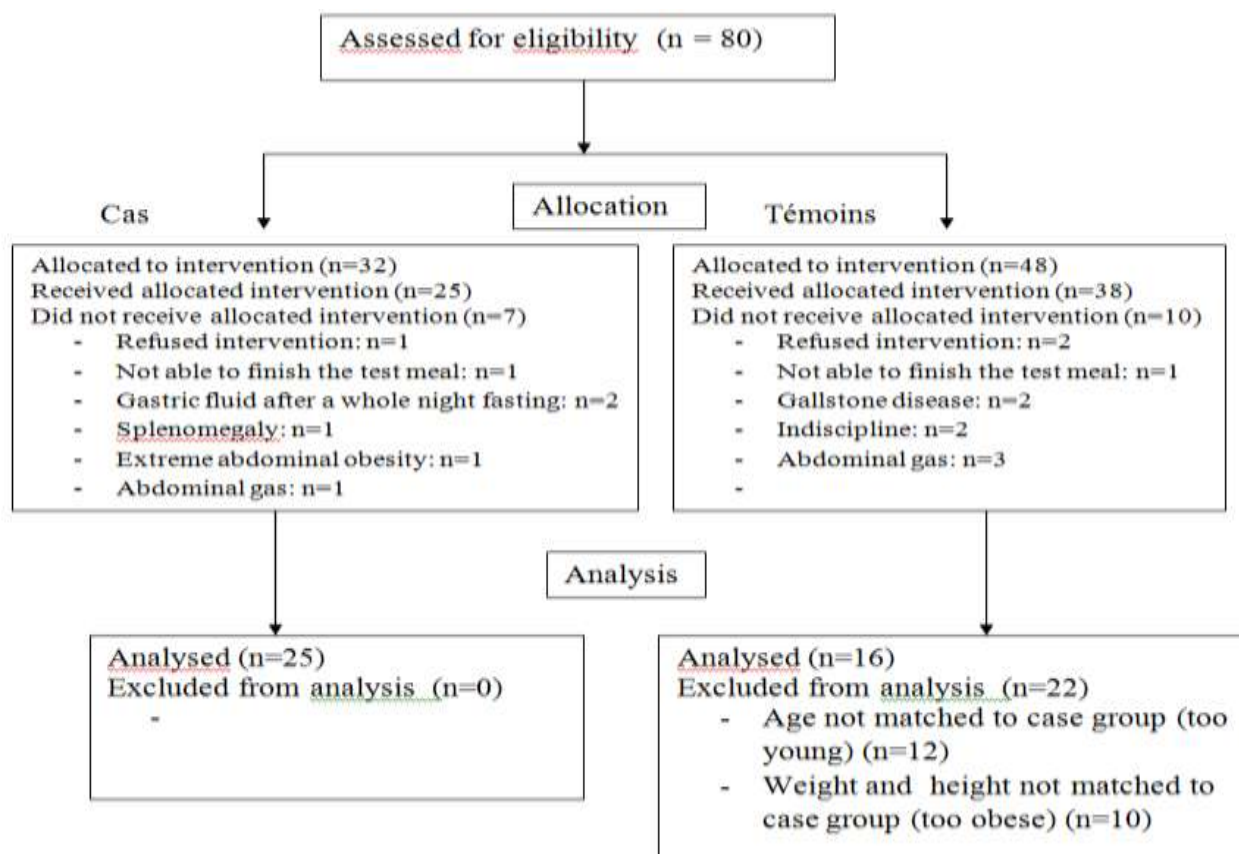 Assessed for eligibility (n = 80)
Allocation
Cas
Témoins
Allocated to intervention (n=32)
Received allocated intervention (n=25)
Did not receive allocated intervention (n=7)
- Refused intervention: n=1
- Not able to finish the test meal: n=1
- Gastric fluid after a whole night fasting: n=2
- Splenomegaly: n=1
- Extreme abdominal obesity: n=1
- Abdominal gas: n=1
Allocated to intervention (n=48)
Received allocated intervention (n=38)
Did not receive allocated intervention (n=10)
- Refused intervention: n=2
- Not able to finish the test meal: n=1
- Gallstone disease: n=2
- Indiscipline: n=2
- Abdominal gas: n=3
-
Analysis
Analysed (n=25)
Excluded from analysis (n=0)
-
Analysed (n=16)
Excluded from analysis (n=22)
- Age not matched to case group (too
young) (n=12)
- Weight and height not matched to
case group (too obese) (n=10)